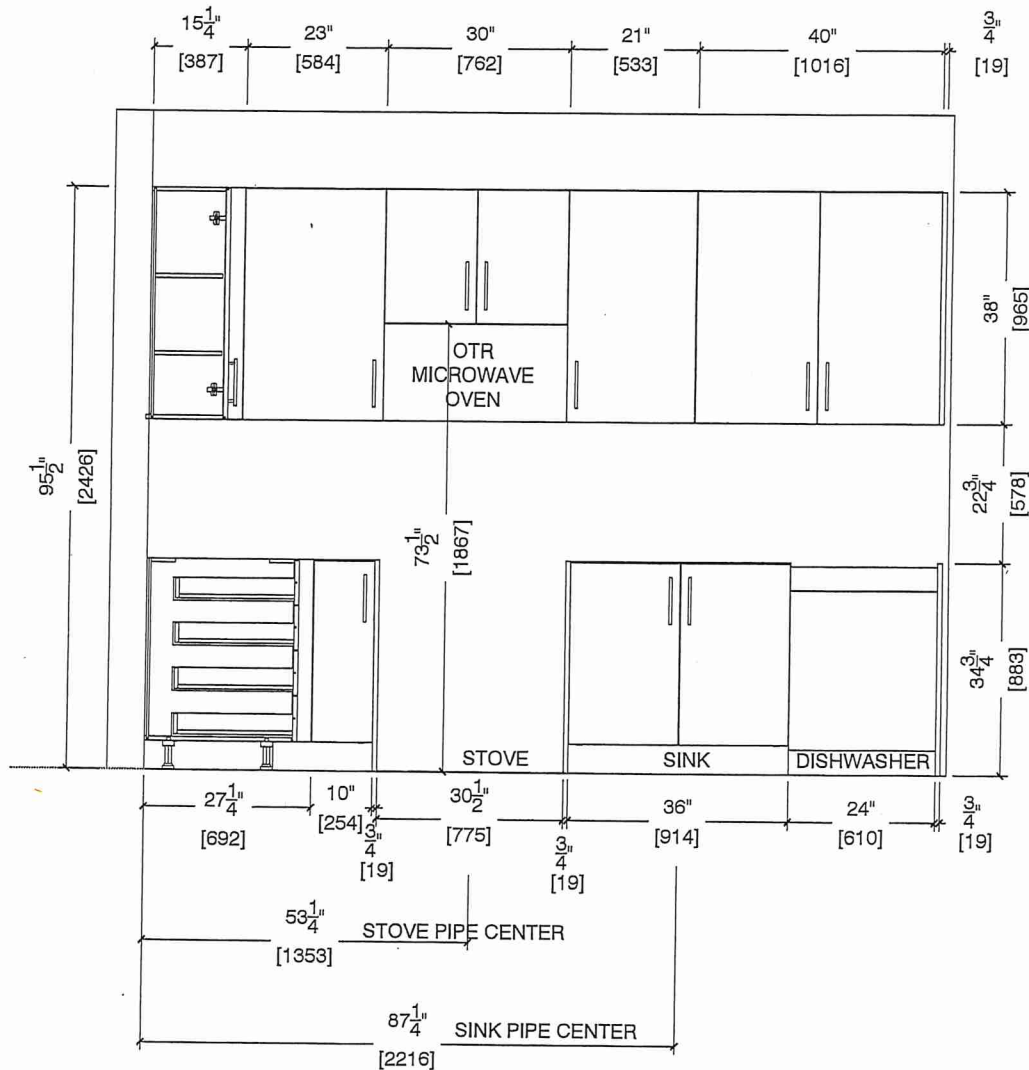 15 1/4" 23" 30" 21" 40" 3/4"
[387] [584] [762] [533] [1016] [19]
OTR
MICROWAVE
OVEN
38"
[965]
95 1/2"
[2426]
73 1/2"
[1867]
22 3/4"
[578]
34 3/4"
[883]
STOVE SINK DISHWASHER
27 1/4" 10" 30 1/2" 36" 24" 3/4"
[692] [254] [775] [914] [610] [19]
3/4" 3/4"
[19] [19]
53 1/4" STOVE PIPE CENTER
[1353]
87 1/4" SINK PIPE CENTER
[2216]